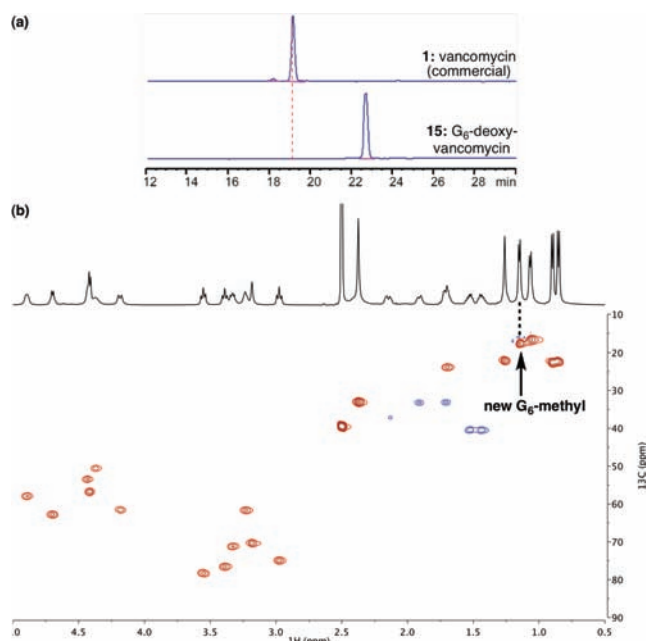 (a)
1: vancomycin
(commercial)
15: G₆-deoxy-
vancomycin
12 14 16 18 20 22 24 26 28 min
(b)
10
20
30
new G₆-methyl
40
50
60
70
80
90
13C (ppm)
4.5 4.0 3.5 3.0 2.5 2.0 1.5 1.0 0.5